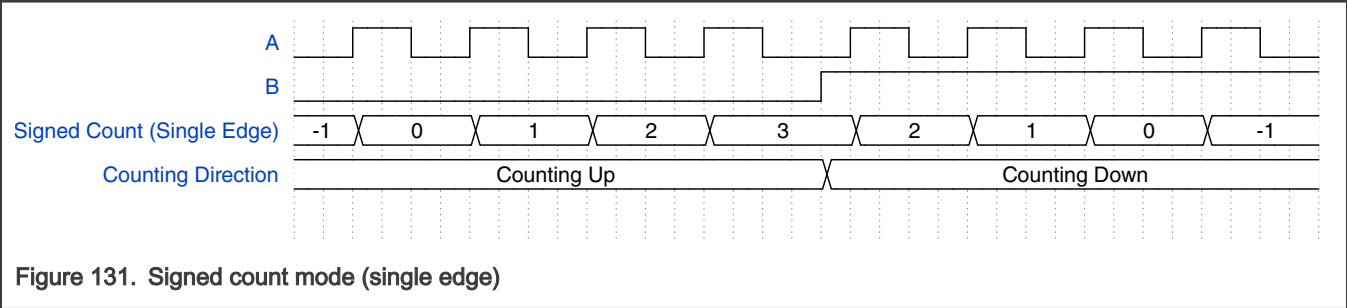 A
B
Signed Count (Single Edge) -1 0 1 2 3 2 1 0 -1
Counting Direction Counting Up Counting Down
Figure 131. Signed count mode (single edge)